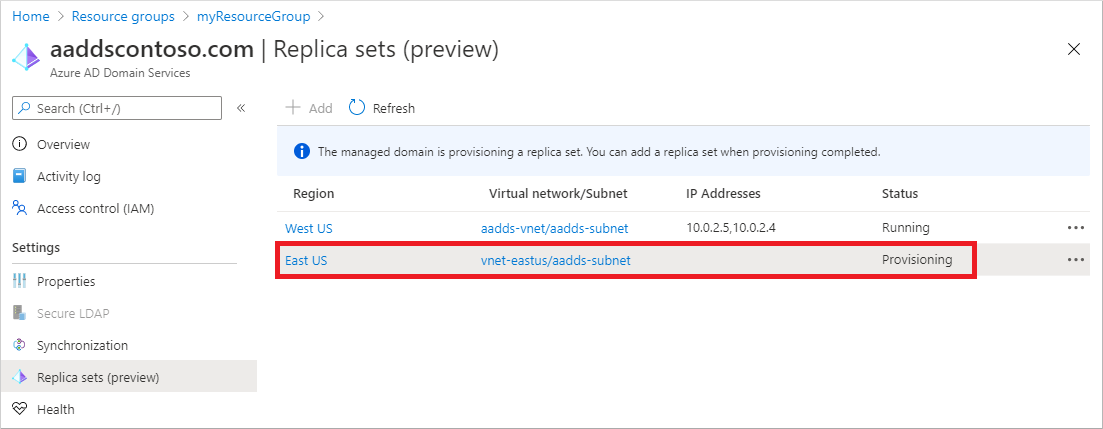 Home > Resource groups > myResourceGroup >
aaddscontoso.com | Replica sets (preview)
Azure AD Domain Services
Search (Ctrl+/)
«
Add
Refresh
Overview
Activity log
Access control (IAM)
Settings
Properties
Secure LDAP
Synchronization
Replica sets (preview)
Health
The managed domain is provisioning a replica set. You can add a replica set when provisioning completed.
Region Virtual network/Subnet IP Addresses Status
West US aadds-vnet/aadds-subnet 10.0.2.5,10.0.2.4 Running ...
East US vnet-eastus/aadds-subnet Provisioning ...